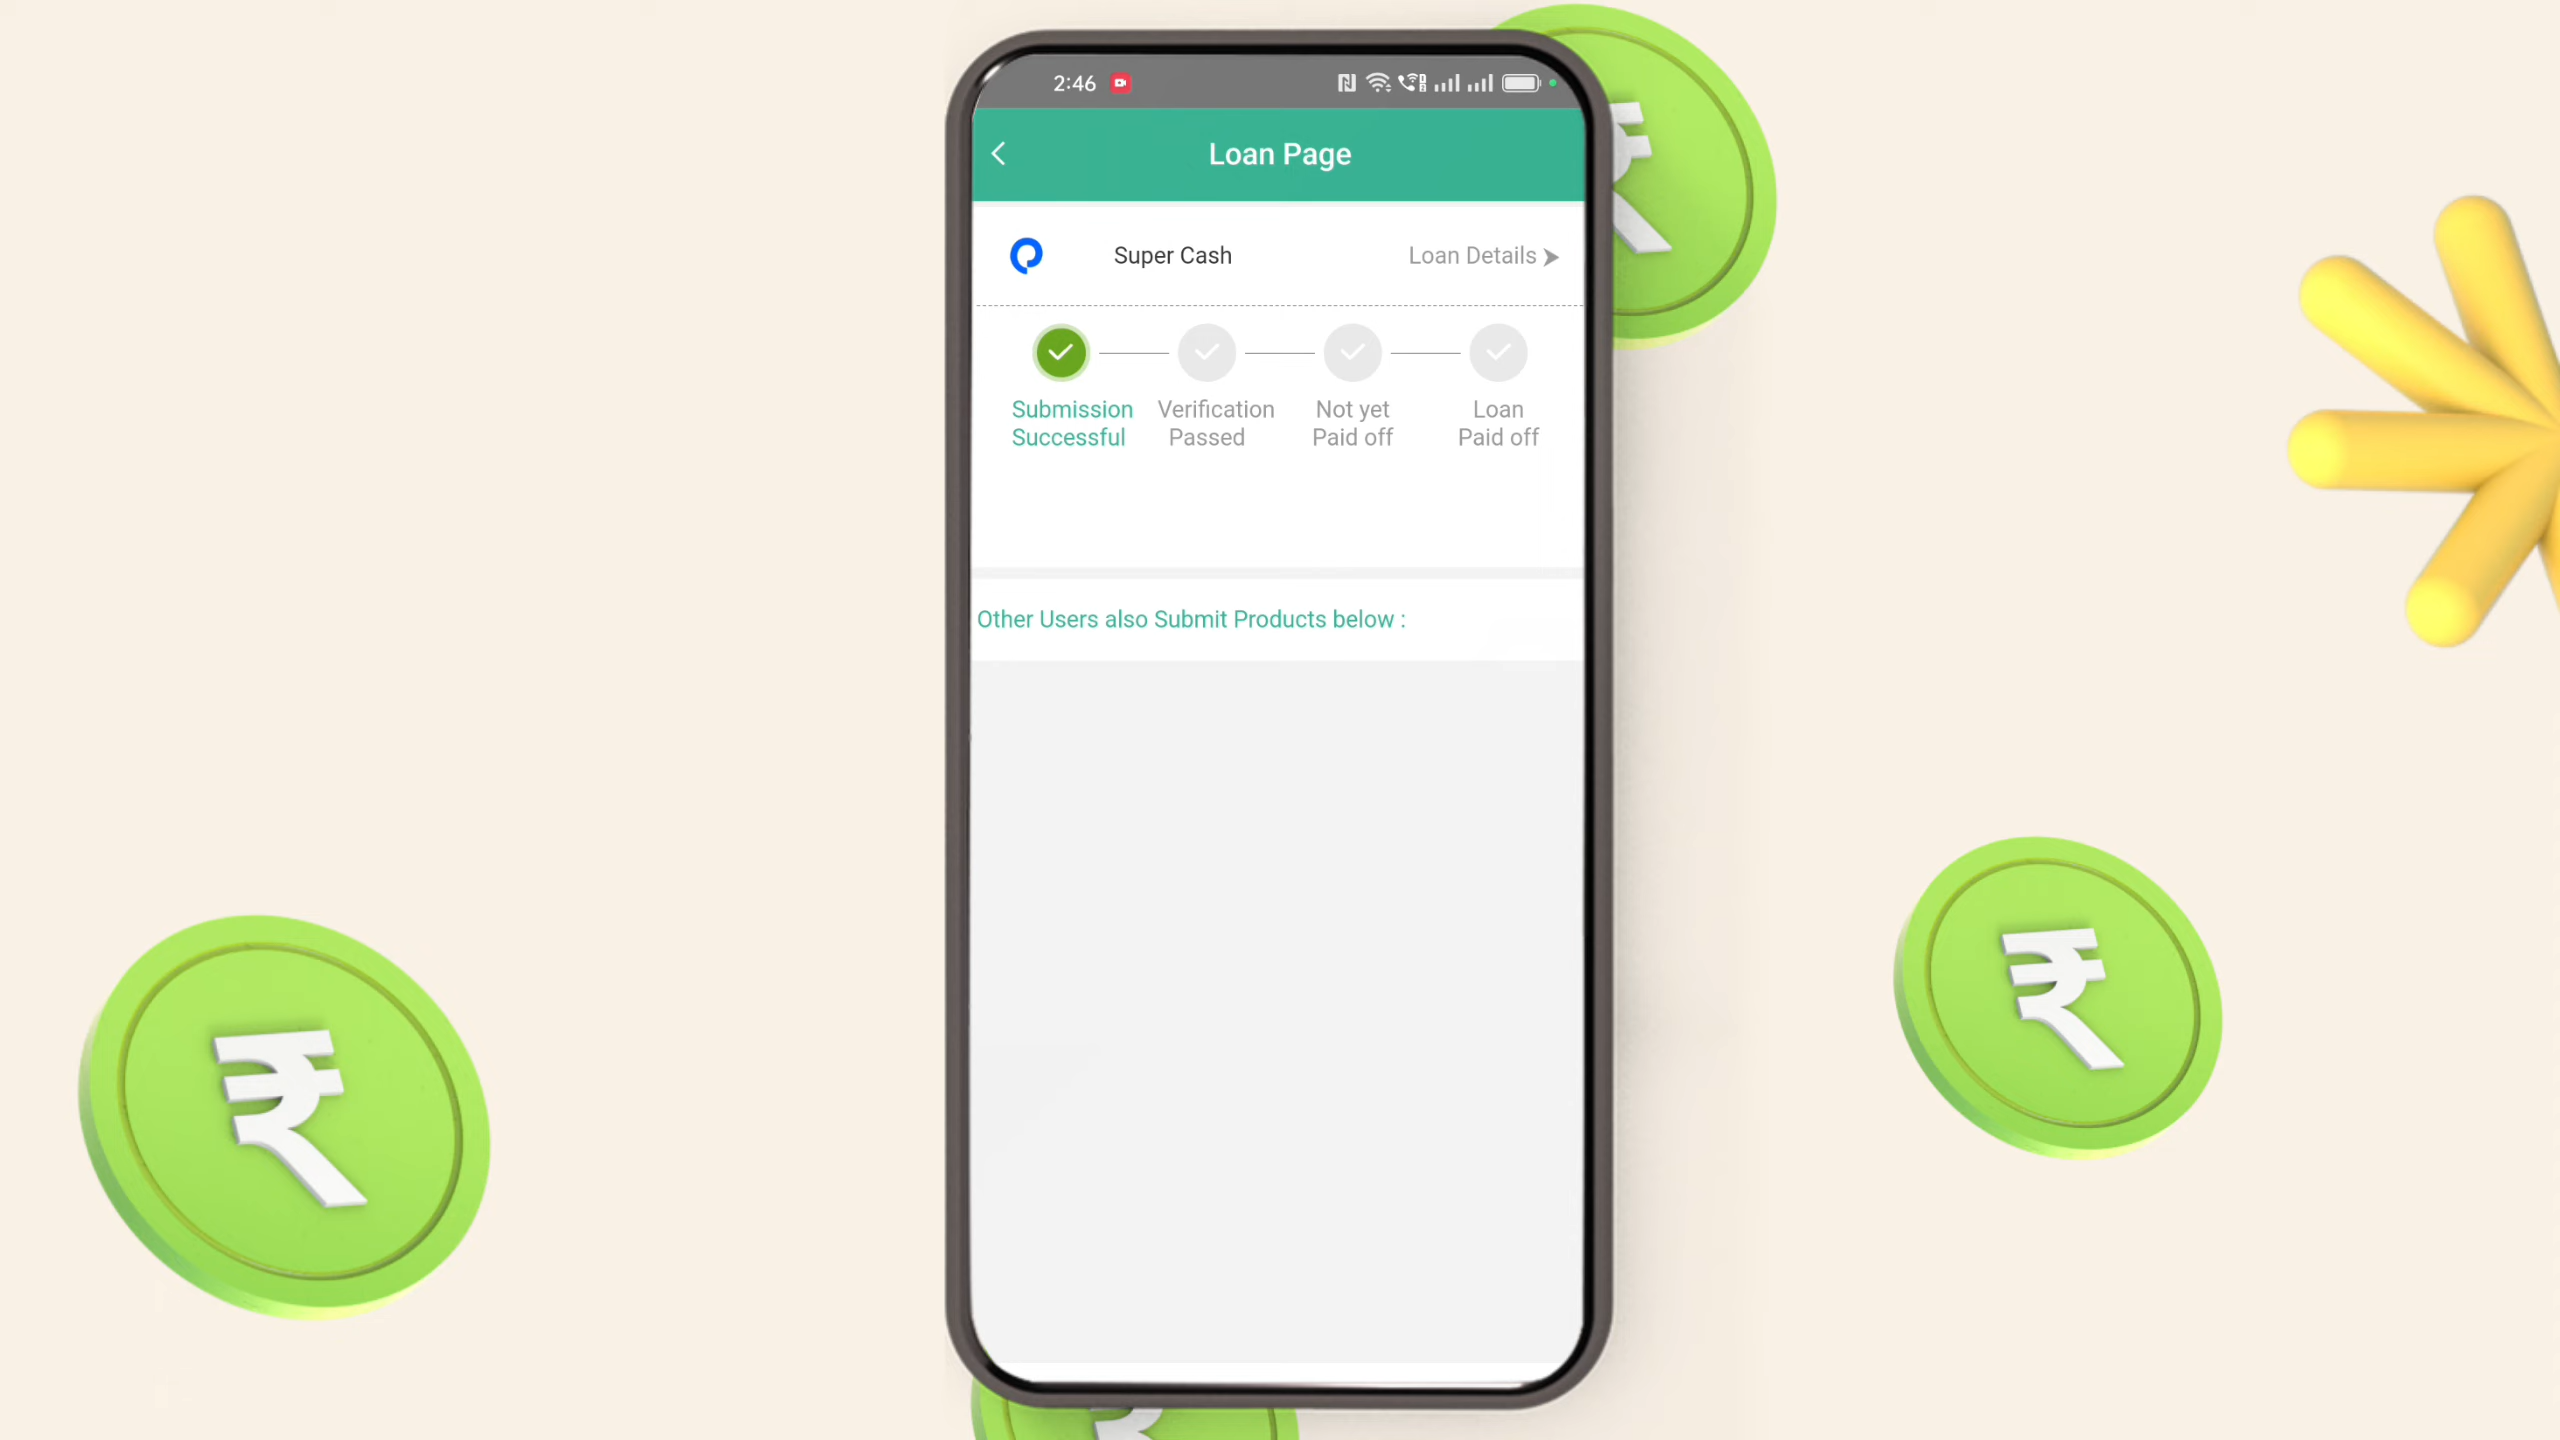 2:46
Loan Page
Super Cash
Loan Details
Submission
Successful
Verification
Passed
Not yet
Paid off
Loan
Paid off
Other Users also Submit Products below :
₹
₹
₹
₹